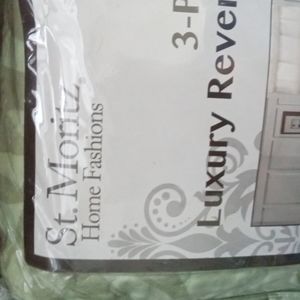 St. Moritz®
Home Fashions
3-P
Luxury Rever